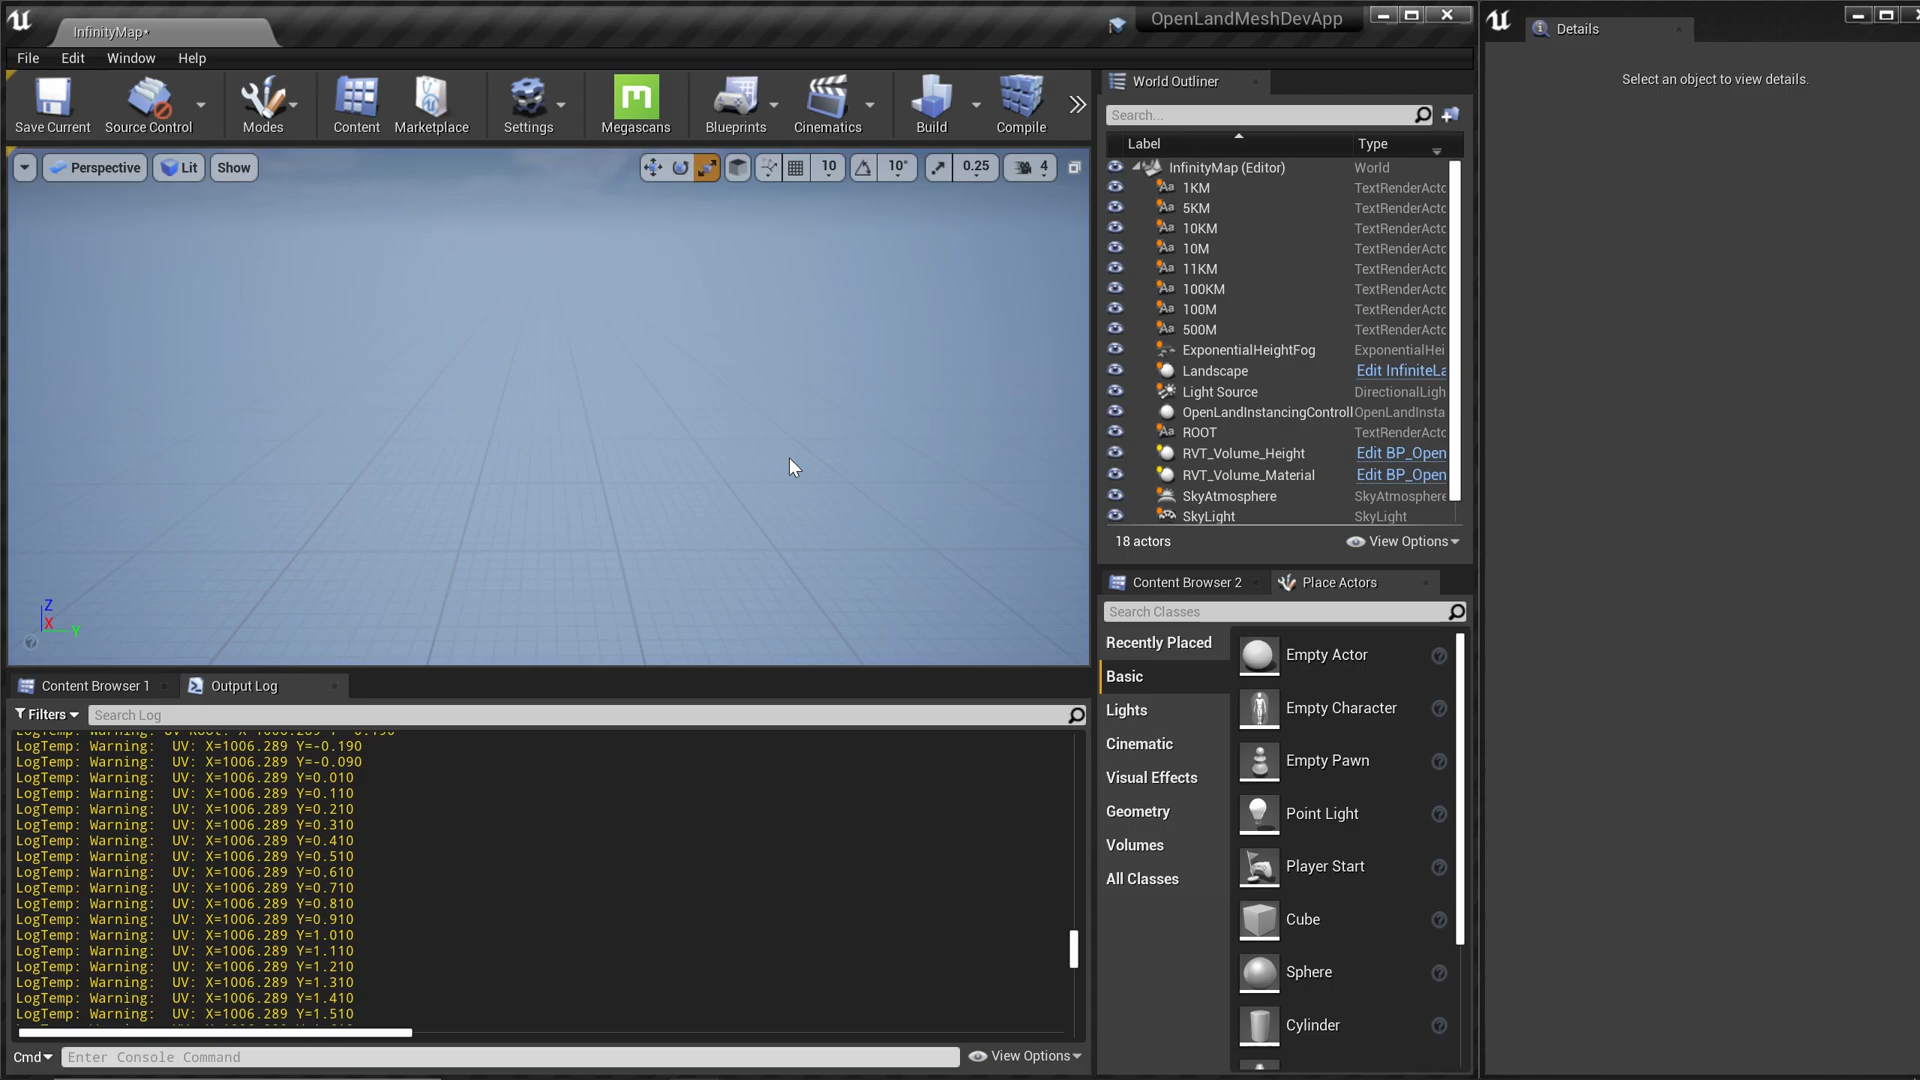 InfinityMap*
OpenLandMeshDevApp
Details
File Edit Window Help
Select an object to view details.
Save Current
Source Control
Modes
Content
Marketplace
Settings
Megascans
Blueprints
Cinematics
Build
Compile
World Outliner
Search...
Label Type
Perspective
Lit
Show
10
10°
0.25
4
InfinityMap (Editor) World
1KM TextRenderActo
5KM TextRenderActo
10KM TextRenderActo
10M TextRenderActo
11KM TextRenderActo
100KM TextRenderActo
100M TextRenderActo
500M TextRenderActo
ExponentialHeightFog ExponentialHei
Landscape Edit InfiniteLa
Light Source DirectionalLigh
OpenLandInstancingControll OpenLandInsta
ROOT TextRenderActo
RVT_Volume_Height Edit BP_Open
RVT_Volume_Material Edit BP_Open
SkyAtmosphere SkyAtmosphere
SkyLight SkyLight
18 actors
View Options
Z
X
Y
Content Browser 2
Place Actors
Search Classes
Recently Placed
Basic
Lights
Cinematic
Visual Effects
Geometry
Volumes
All Classes
Empty Actor
Empty Character
Empty Pawn
Point Light
Player Start
Cube
Sphere
Cylinder
Content Browser 1
Output Log
Filters
Search Log
LogTemp: Warning: UV: X=1006.289 Y=-0.190
LogTemp: Warning: UV: X=1006.289 Y=-0.090
LogTemp: Warning: UV: X=1006.289 Y=0.010
LogTemp: Warning: UV: X=1006.289 Y=0.110
LogTemp: Warning: UV: X=1006.289 Y=0.210
LogTemp: Warning: UV: X=1006.289 Y=0.310
LogTemp: Warning: UV: X=1006.289 Y=0.410
LogTemp: Warning: UV: X=1006.289 Y=0.510
LogTemp: Warning: UV: X=1006.289 Y=0.610
LogTemp: Warning: UV: X=1006.289 Y=0.710
LogTemp: Warning: UV: X=1006.289 Y=0.810
LogTemp: Warning: UV: X=1006.289 Y=0.910
LogTemp: Warning: UV: X=1006.289 Y=1.010
LogTemp: Warning: UV: X=1006.289 Y=1.110
LogTemp: Warning: UV: X=1006.289 Y=1.210
LogTemp: Warning: UV: X=1006.289 Y=1.310
LogTemp: Warning: UV: X=1006.289 Y=1.410
LogTemp: Warning: UV: X=1006.289 Y=1.510
Cmd
Enter Console Command
View Options